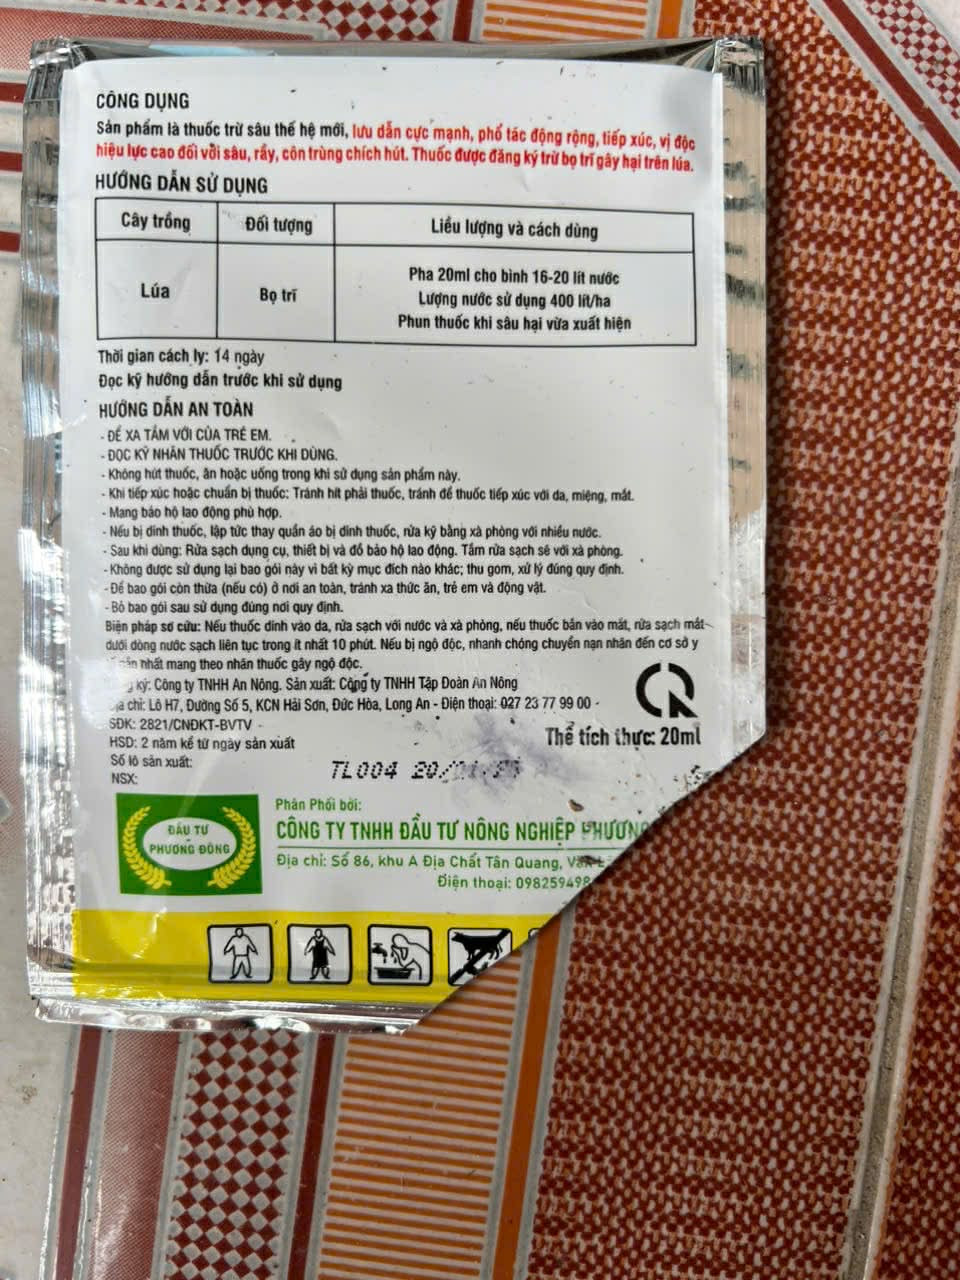 CÔNG DỤNG
Sản phẩm là thuốc trừ sâu thế hệ mới, lưu dẫn cực mạnh, phổ tác động rộng, tiếp xúc, vị độc
hiệu lực cao đối với sâu, rầy, côn trùng chích hút. Thuốc được đăng ký trừ bọ trĩ gây hại trên lúa.
HƯỚNG DẪN SỬ DỤNG
Cây trồng Đối tượng Liều lượng và cách dùng
Lúa Bọ trĩ Pha 20ml cho bình 16-20 lít nước
Lượng nước sử dụng 400 lít/ha
Phun thuốc khi sâu hại vừa xuất hiện
Thời gian cách ly: 14 ngày
Đọc kỹ hướng dẫn trước khi sử dụng
HƯỚNG DẪN AN TOÀN
- ĐỂ XA TẦM VỚI CỦA TRẺ EM.
- ĐỌC KỸ NHÃN THUỐC TRƯỚC KHI DÙNG.
- Không hút thuốc, ăn hoặc uống trong khi sử dụng sản phẩm này.
- Khi tiếp xúc hoặc chuẩn bị thuốc: Tránh hít phải thuốc, tránh để thuốc tiếp xúc với da, miệng, mắt.
- Mang bảo hộ lao động phù hợp.
- Nếu bị dính thuốc, lập tức thay quần áo bị dính thuốc, rửa kỹ bằng xà phòng với nhiều nước.
- Sau khi dùng: Rửa sạch dụng cụ, thiết bị và đồ bảo hộ lao động. Tắm rửa sạch sẽ với xà phòng.
- Không được sử dụng lại bao gói này vì bất kỳ mục đích nào khác; thu gom, xử lý đúng quy định.
- Để bao gói còn thừa (nếu có) ở nơi an toàn, tránh xa thức ăn, trẻ em và động vật.
- Bỏ bao gói sau sử dụng đúng nơi quy định.
Biện pháp sơ cứu: Nếu thuốc dính vào da, rửa sạch với nước và xà phòng, nếu thuốc bắn vào mắt, rửa sạch mắt
dưới dòng nước sạch liên tục trong ít nhất 10 phút. Nếu bị ngộ độc, nhanh chóng chuyển nạn nhân đến cơ sở y
nhất mang theo nhãn thuốc gây ngộ độc.
ký: Công ty TNHH An Nông. Sản xuất: Công ty TNHH Tập Đoàn An Nông
chỉ: Lô H7, Đường Số 5, KCN Hải Sơn, Đức Hòa, Long An - Điện thoại: 027 23 77 99 00 -
SĐK: 2821/CNĐKT-BVTV
Thể tích thực: 20ml
HSD: 2 năm kể từ ngày sản xuất
Số lô sản xuất:
TL004 20/
NSX:
ĐẦU TƯ
PHƯƠNG ĐÔNG
Phân Phối bởi:
CÔNG TY TNHH ĐẦU TƯ NÔNG NGHIỆP PHƯƠNG
Địa chỉ: Số 86, khu A Địa Chất Tân Quang,
Điện thoại: 098259498